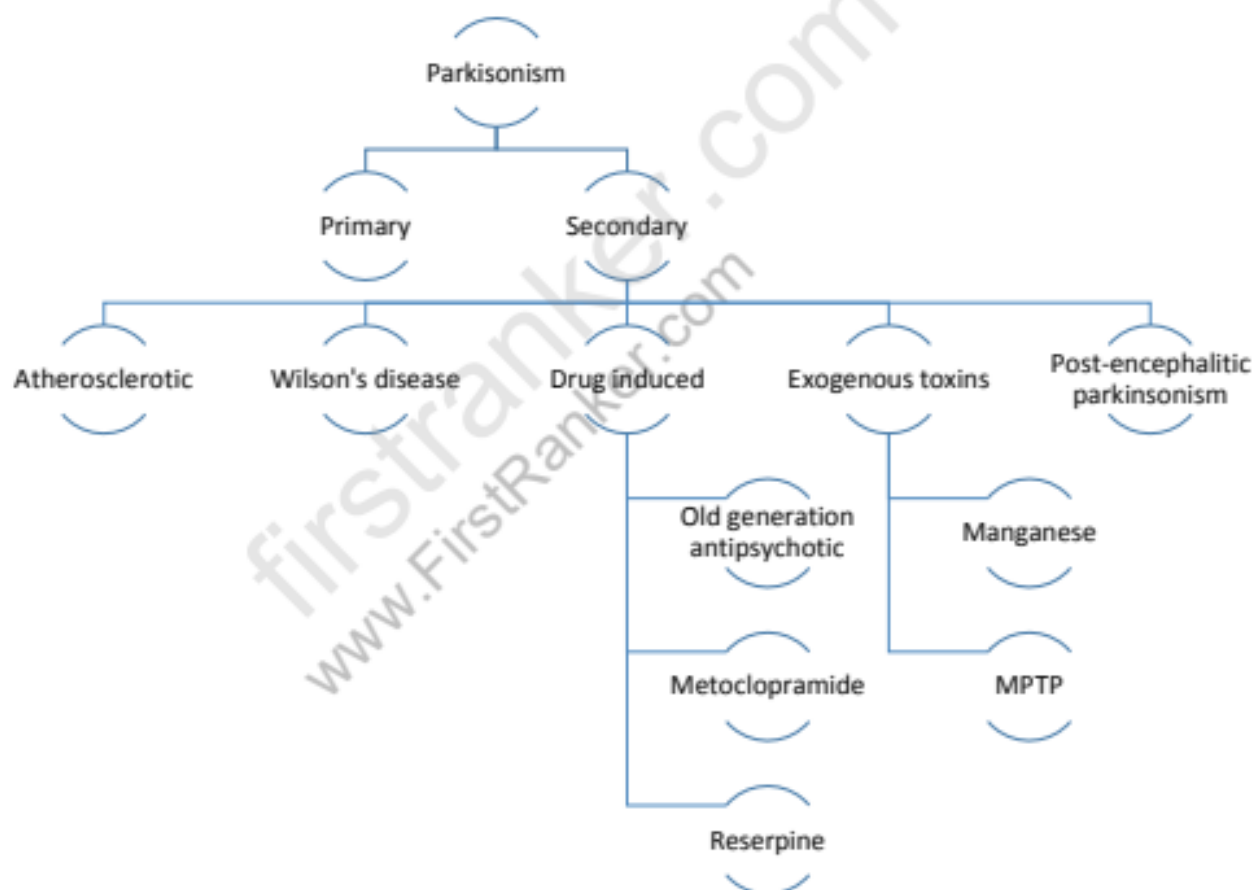 Parkisonism
Primary
Secondary
Atherosclerotic
Wilson's disease
Drug induced
Exogenous toxins
Post-encephalitic
parkinsonism
Old generation
antipsychotic
Manganese
Metoclopramide
MPTP
Reserpine
firstranker.com
www.FirstRanker.com